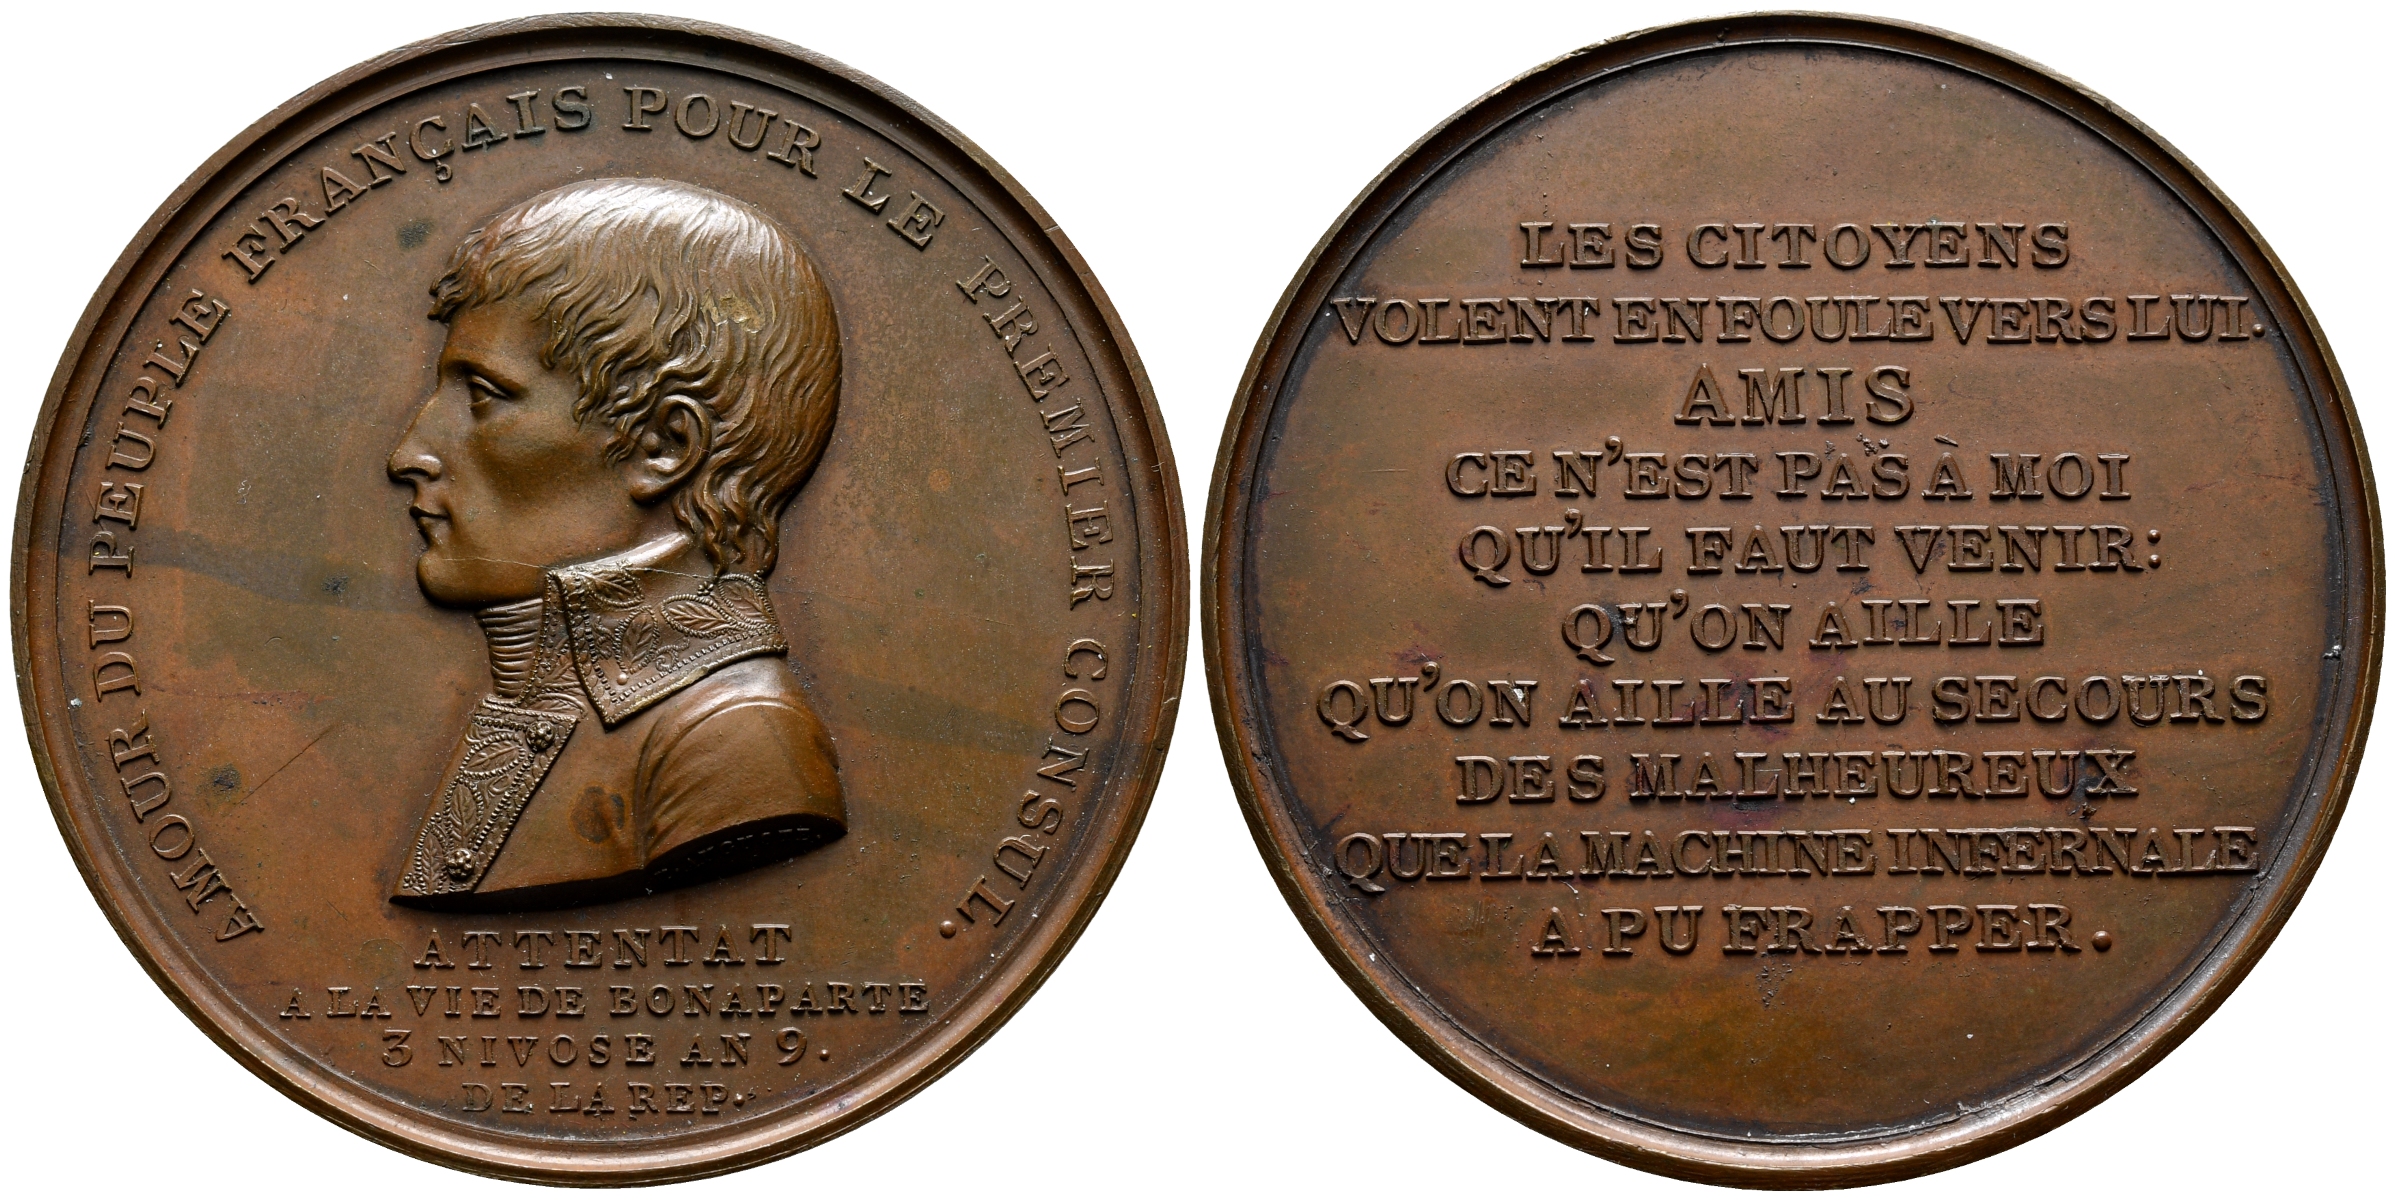 AMOUR DU PEUPLE FRANÇAIS POUR LE PREMIER CONSUL.
ATTENTAT
A LA VIE DE BONAPARTE
3 NIVOSE AN 9.
DE LA REP.
LES CITOYENS
VOLENT EN FOULE VERS LUI.
AMIS
CE N'EST PAS À MOI
QU'IL FAUT VENIR:
QU'ON AILLE
QU'ON AILLE AU SECOURS
DES MALHEUREUX
QUE LA MACHINE INFERNALE
A PU FRAPPER.